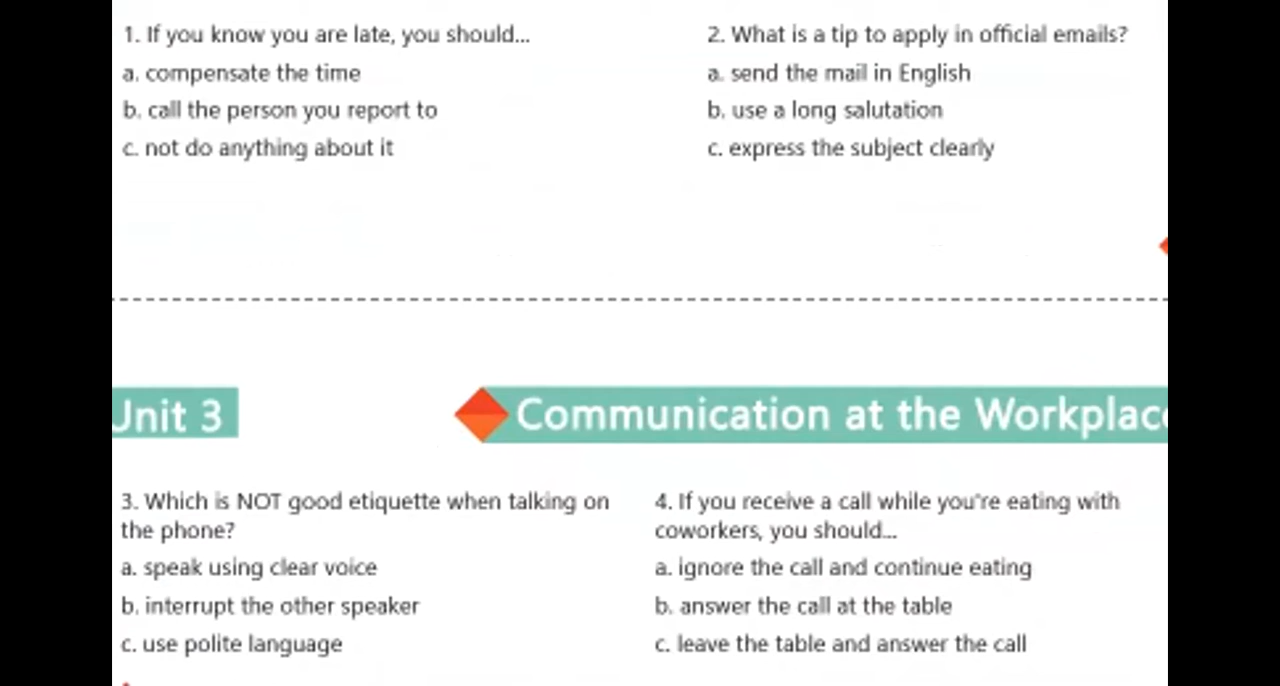 1. If you know you are late, you should...
a. compensate the time
b. call the person you report to
c. not do anything about it
2. What is a tip to apply in official emails?
a. send the mail in English
b. use a long salutation
c. express the subject clearly
Unit 3
Communication at the Workplace
3. Which is NOT good etiquette when talking on
the phone?
a. speak using clear voice
b. interrupt the other speaker
c. use polite language
4. If you receive a call while you're eating with
coworkers, you should...
a. ignore the call and continue eating
b. answer the call at the table
c. leave the table and answer the call